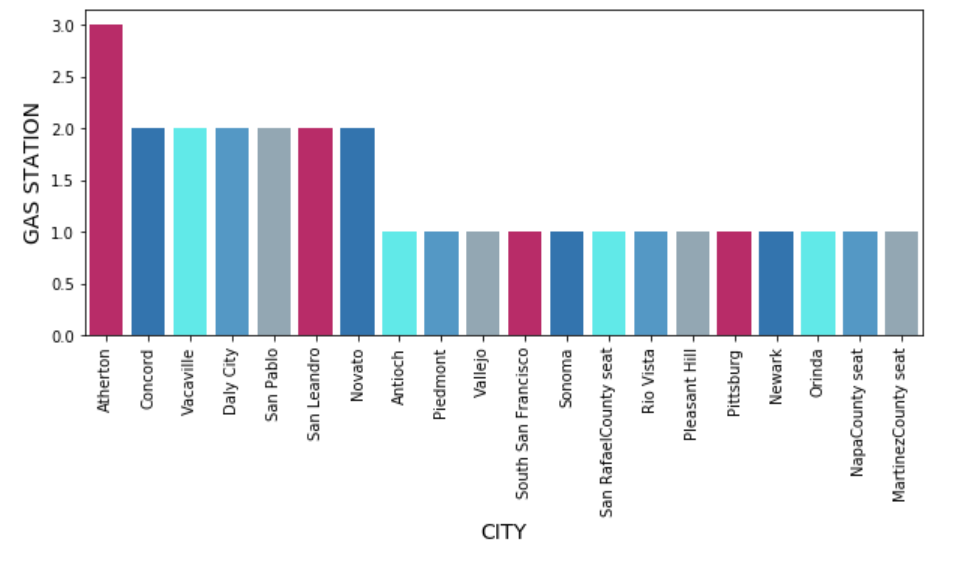 3.0
2.5
2.0
1.5
1.0
0.5
0.0
GAS STATION
Atherton
Concord
Vacaville
Daly City
San Pablo
San Leandro
Novato
Antioch
Piedmont
Vallejo
South San Francisco
Sonoma
San RafaelCounty seat
Rio Vista
Pleasant Hill
Pittsburg
Newark
Orinda
NapaCounty seat
MartinezCounty seat
CITY